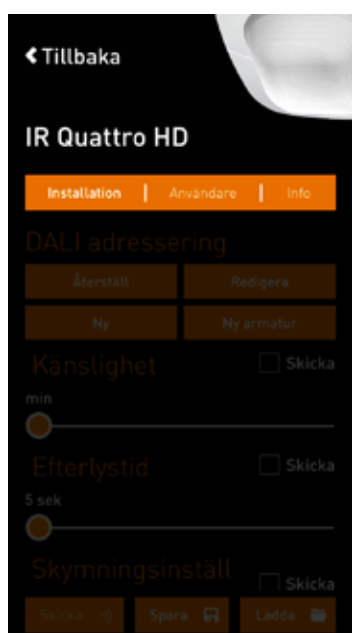 Tillbaka
IR Quattro HD
Installation | Användare | Info
DALI adressering
Återställ Redigera
Ny Ny armatur
Känslighet Skicka
min
Efterlystid Skicka
5 sek
Skymningsinställ Skicka
Skicka Spara Ladda